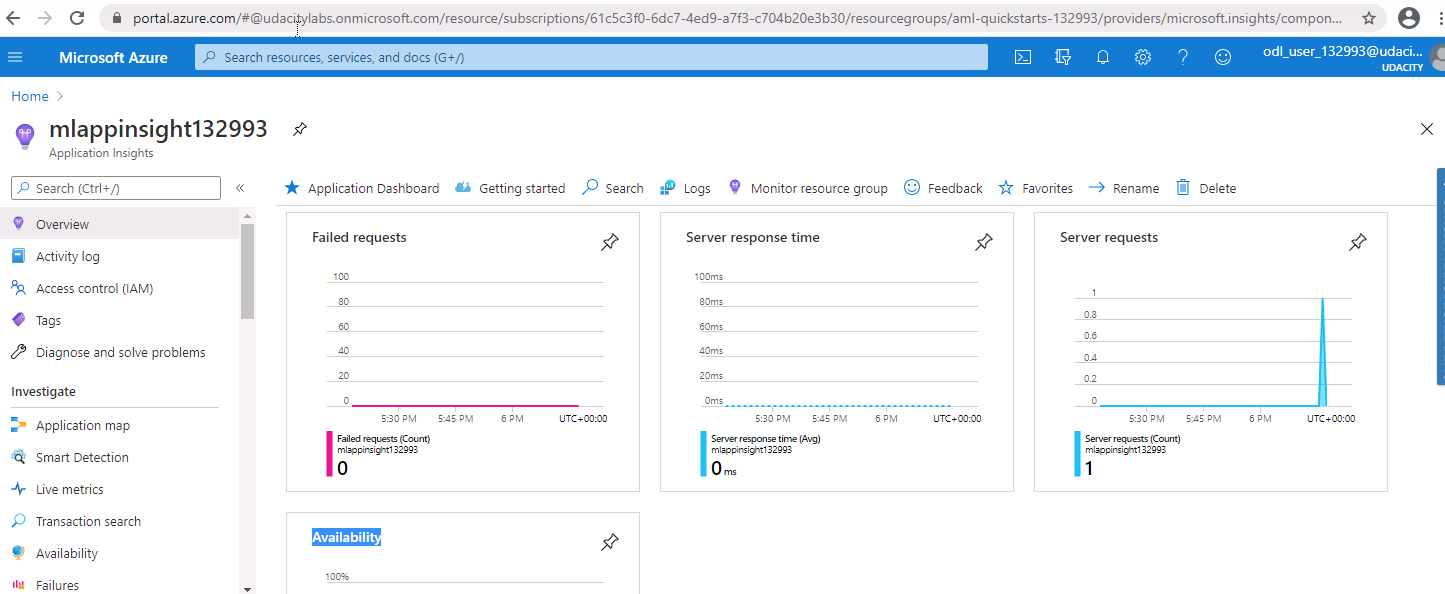 portal.azure.com/#@udacitylabs.onmicrosoft.com/resource/subscriptions/61c5c3f0-6dc7-4ed9-a7f3-c704b20e3b30/resourcegroups/aml-quickstarts-132993/providers/microsoft.insights/compon...
Microsoft Azure
Search resources, services, and docs (G+/)
odl_user_132993@udaci...
UDACITY
Home
mlappinsight132993
Application Insights
Search (Ctrl+/)
«
Application Dashboard
Getting started
Search
Logs
Monitor resource group
Feedback
Favorites
Rename
Delete
Overview
Activity log
Access control (IAM)
Tags
Diagnose and solve problems
Investigate
Application map
Smart Detection
Live metrics
Transaction search
Availability
Failures
Failed requests
100
80
60
40
20
0
5:30 PM 5:45 PM 6 PM UTC+00:00
Failed requests (Count)
mlappinsight132993
0
Server response time
100ms
80ms
60ms
40ms
20ms
0ms
5:30 PM 5:45 PM 6 PM UTC+00:00
Server response time (Avg)
mlappinsight132993
0 ms
Server requests
1
0.8
0.6
0.4
0.2
0
5:30 PM 5:45 PM 6 PM UTC+00:00
Server requests (Count)
mlappinsight132993
1
Availability
100%